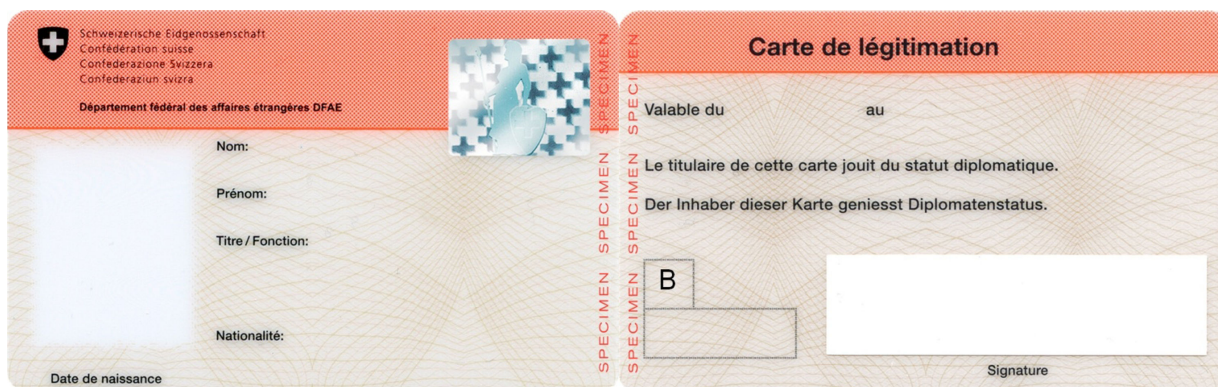 Schweizerische Eidgenossenschaft
Confédération suisse
Confederazione Svizzera
Confederaziun svizra
Département fédéral des affaires étrangères DFAE
Nom:
Prénom:
Titre / Fonction:
Nationalité:
Date de naissance
SPECIMEN SPECIMEN SPECIMEN
SPECIMEN SPECIMEN SPECIMEN
Carte de légitimation
Valable du au
Le titulaire de cette carte jouit du statut diplomatique.
Der Inhaber dieser Karte geniesst Diplomatenstatus.
B
Signature